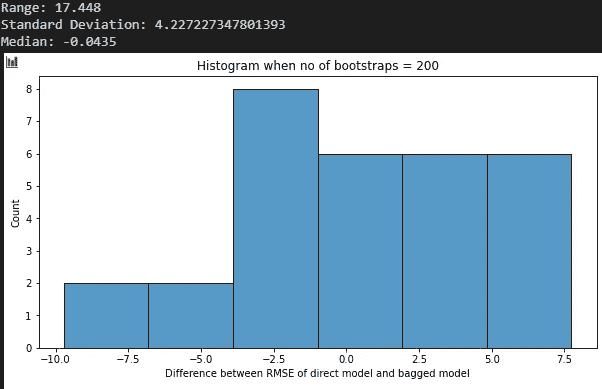 Range: 17.448
Standard Deviation: 4.227227347801393
Median: -0.0435
Histogram when no of bootstraps = 200
8
7
6
5
4
3
2
1
0
Count
−10.0 −7.5 −5.0 −2.5 0.0 2.5 5.0 7.5
Difference between RMSE of direct model and bagged model